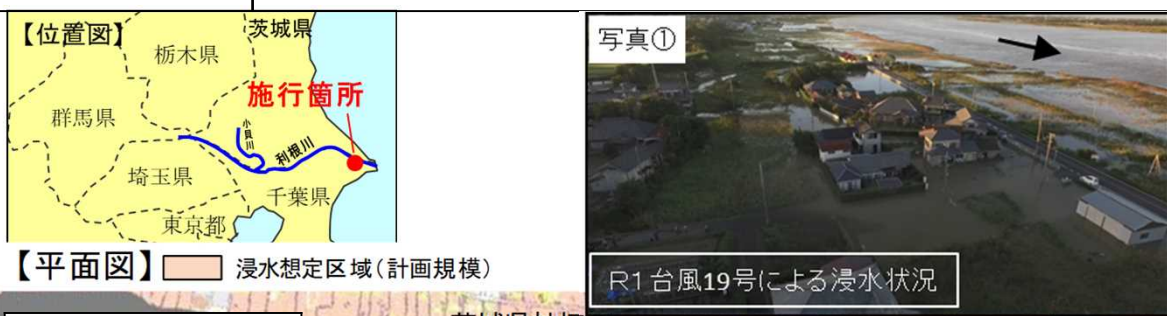 【位置図】
茨城県
栃木県
施行箇所
群馬県
小貝川
利根川
埼玉県
千葉県
東京都
【平面図】
浸水想定区域(計画規模)
写真①
R1台風19号による浸水状況